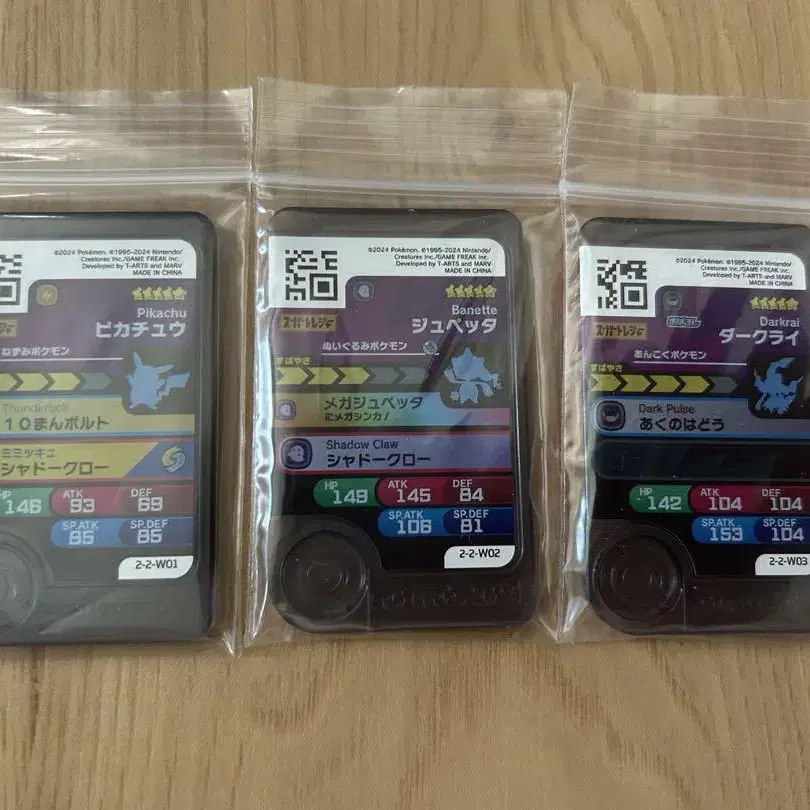 ©2024 Pokémon. ©1995-2024 Nintendo/
Creatures Inc./GAME FREAK Inc.
Developed by T-ARTS and MARV
MADE IN CHINA
Pikachu
ピカチュウ
ねずみポケモン
Thunderbolt
10まんボルト
ミミッキュ
シャドークロー
HP 146
ATK 93
DEF 69
SP.ATK 85
SP.DEF 85
2-2-W01
©2024 Pokémon. ©1995-2024 Nintendo/
Creatures Inc./GAME FREAK Inc.
Developed by T-ARTS and MARV
MADE IN CHINA
Banette
スーパートレジャー
ジュペッタ
ぬいぐるみポケモン
すばやさ
メガジュペッタ
にメガシンカ!
Shadow Claw
シャドークロー
HP 149
ATK 145
DEF 84
SP.ATK 106
SP.DEF 81
2-2-W02
©2024 Pokémon. ©1995-2024 Nintendo/
Creatures Inc./GAME FREAK Inc.
Developed by T-ARTS and MARV
MADE IN CHINA
Darkrai
スーパートレジャー
ダークライ
あんこくポケモン
すばやさ
Dark Pulse
あくのはどう
HP 142
ATK 104
DEF 104
SP.ATK 153
SP.DEF 104
2-2-W03